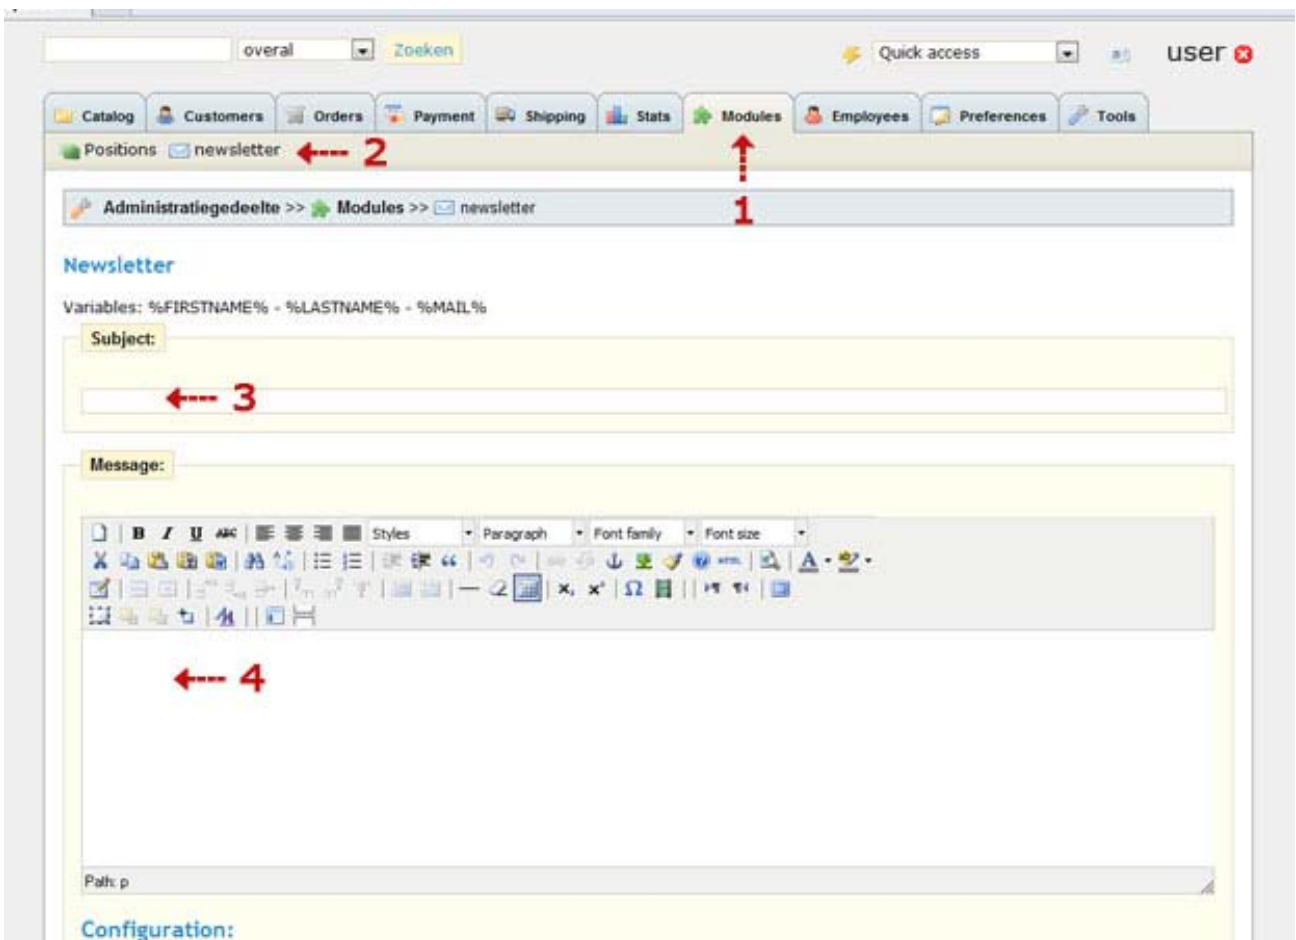 overal Zoeken Quick access user
Catalog Customers Orders Payment Shipping Stats Modules Employees Preferences Tools
Positions newsletter 2
1
Administratiegedeelte >> Modules >> newsletter
Newsletter
Variables: %FIRSTNAME% - %LASTNAME% - %MAIL%
Subject:
3
Message:
B I U ABC Styles Paragraph Font family Font size
HTML A
4
Path: p
Configuration: